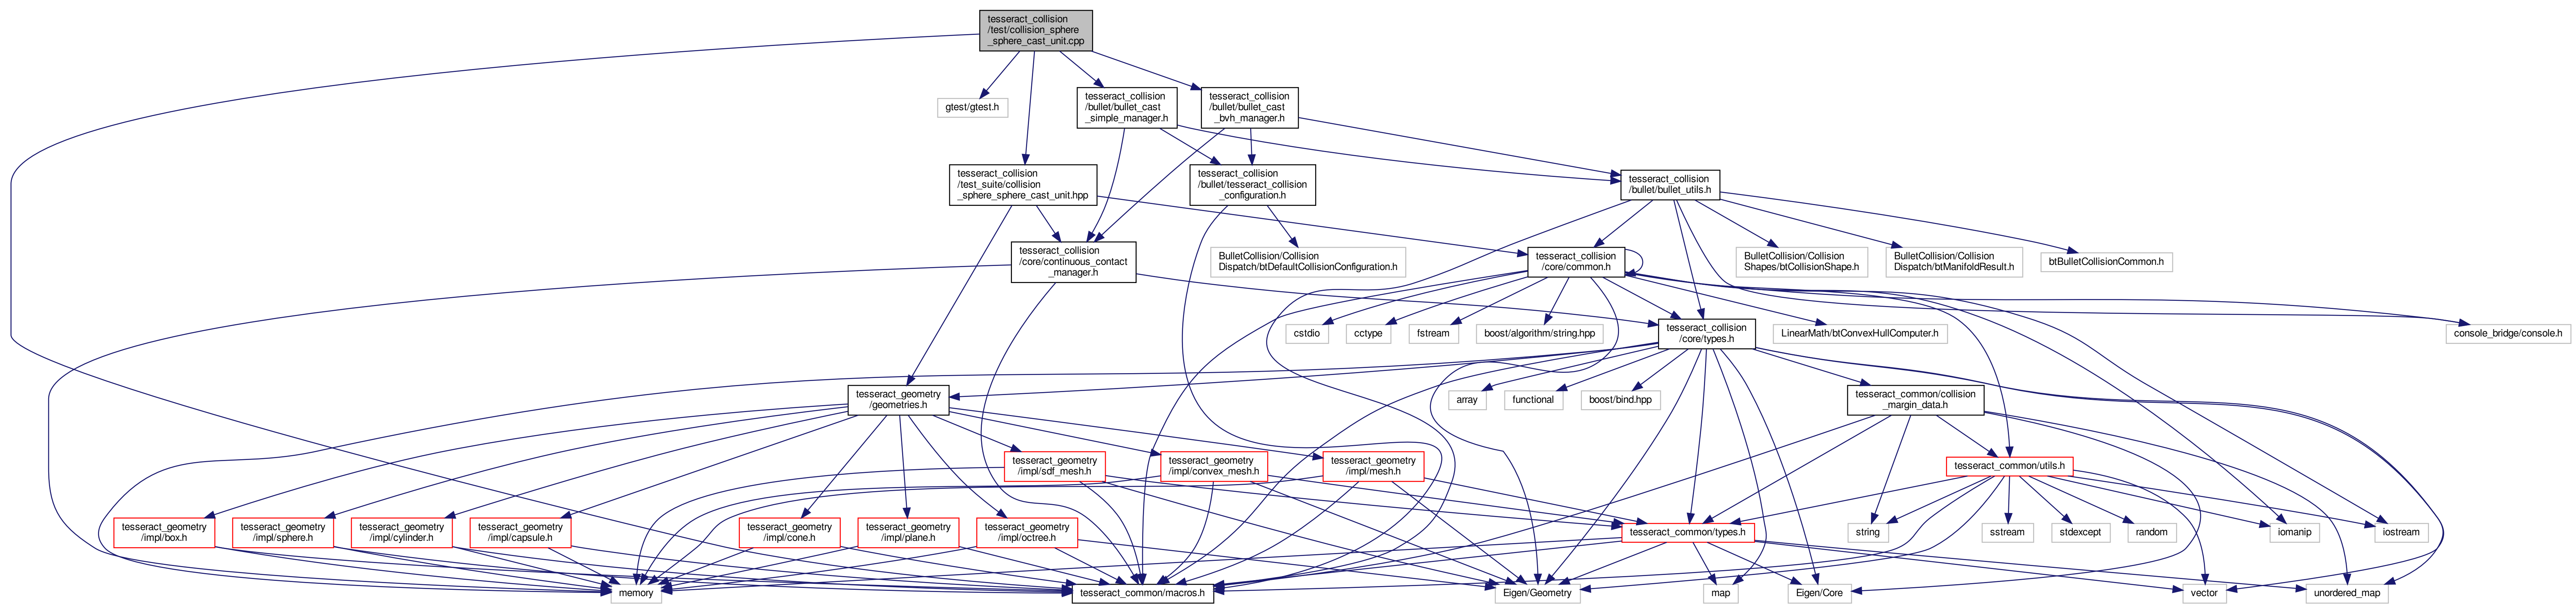 tesseract_collision
/test/collision_sphere
_sphere_cast_unit.cpp
gtest/gtest.h
tesseract_collision
/bullet/bullet_cast
_simple_manager.h
tesseract_collision
/bullet/bullet_cast
_bvh_manager.h
tesseract_collision
/test_suite/collision
_sphere_sphere_cast_unit.hpp
tesseract_collision
/bullet/tesseract_collision
_configuration.h
tesseract_collision
/bullet/bullet_utils.h
tesseract_collision
/core/continuous_contact
_manager.h
BulletCollision/Collision
Dispatch/btDefaultCollisionConfiguration.h
tesseract_collision
/core/common.h
BulletCollision/Collision
Shapes/btCollisionShape.h
BulletCollision/Collision
Dispatch/btManifoldResult.h
btBulletCollisionCommon.h
cstdio
cctype
fstream
boost/algorithm/string.hpp
tesseract_collision
/core/types.h
LinearMath/btConvexHullComputer.h
console_bridge/console.h
tesseract_geometry
/geometries.h
array
functional
boost/bind.hpp
tesseract_common/collision
_margin_data.h
tesseract_geometry
/impl/sdf_mesh.h
tesseract_geometry
/impl/convex_mesh.h
tesseract_geometry
/impl/mesh.h
tesseract_common/utils.h
tesseract_geometry
/impl/box.h
tesseract_geometry
/impl/sphere.h
tesseract_geometry
/impl/cylinder.h
tesseract_geometry
/impl/capsule.h
tesseract_geometry
/impl/cone.h
tesseract_geometry
/impl/plane.h
tesseract_geometry
/impl/octree.h
tesseract_common/types.h
string
sstream
stdexcept
random
iomanip
iostream
memory
tesseract_common/macros.h
Eigen/Geometry
map
Eigen/Core
vector
unordered_map